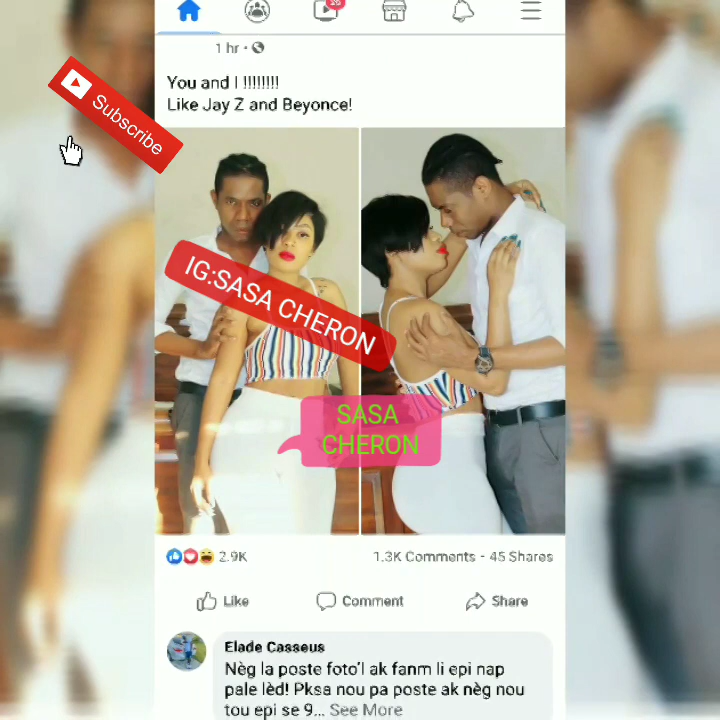 20
1 hr ·
You and I !!!!!!!!
Like Jay Z and Beyonce!
Subscribe
IG:SASA CHERON
SASA
CHERON
2.9K
1.3K Comments - 45 Shares
Like
Comment
Share
Elade Casseus
Nèg la poste foto'l ak fanm li epi nap
pale lèd! Pksa nou pa poste ak nèg nou
tou epi se 9... See More